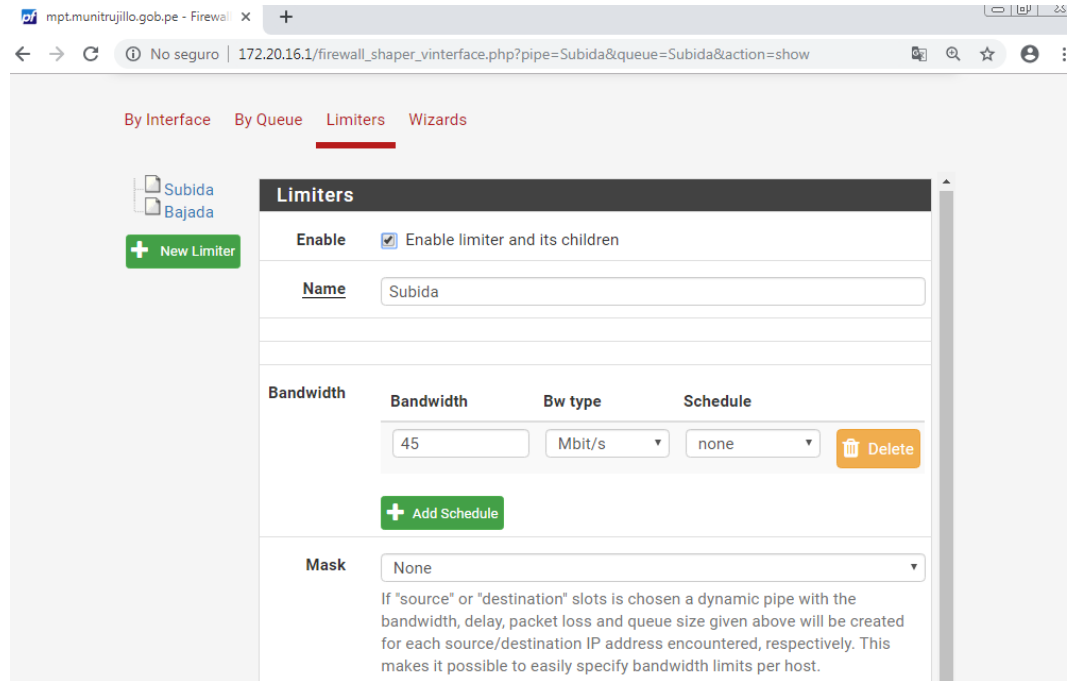 pf mpt.munitrujillo.gob.pe - Firewal
No seguro | 172.20.16.1/firewall_shaper_vinterface.php?pipe=Subida&queue=Subida&action=show
By Interface By Queue Limiters Wizards
Subida
Bajada
New Limiter
Limiters
Enable Enable limiter and its children
Name Subida
Bandwidth Bandwidth Bw type Schedule
45 Mbit/s none Delete
Add Schedule
Mask None
If "source" or "destination" slots is chosen a dynamic pipe with the
bandwidth, delay, packet loss and queue size given above will be created
for each source/destination IP address encountered, respectively. This
makes it possible to easily specify bandwidth limits per host.